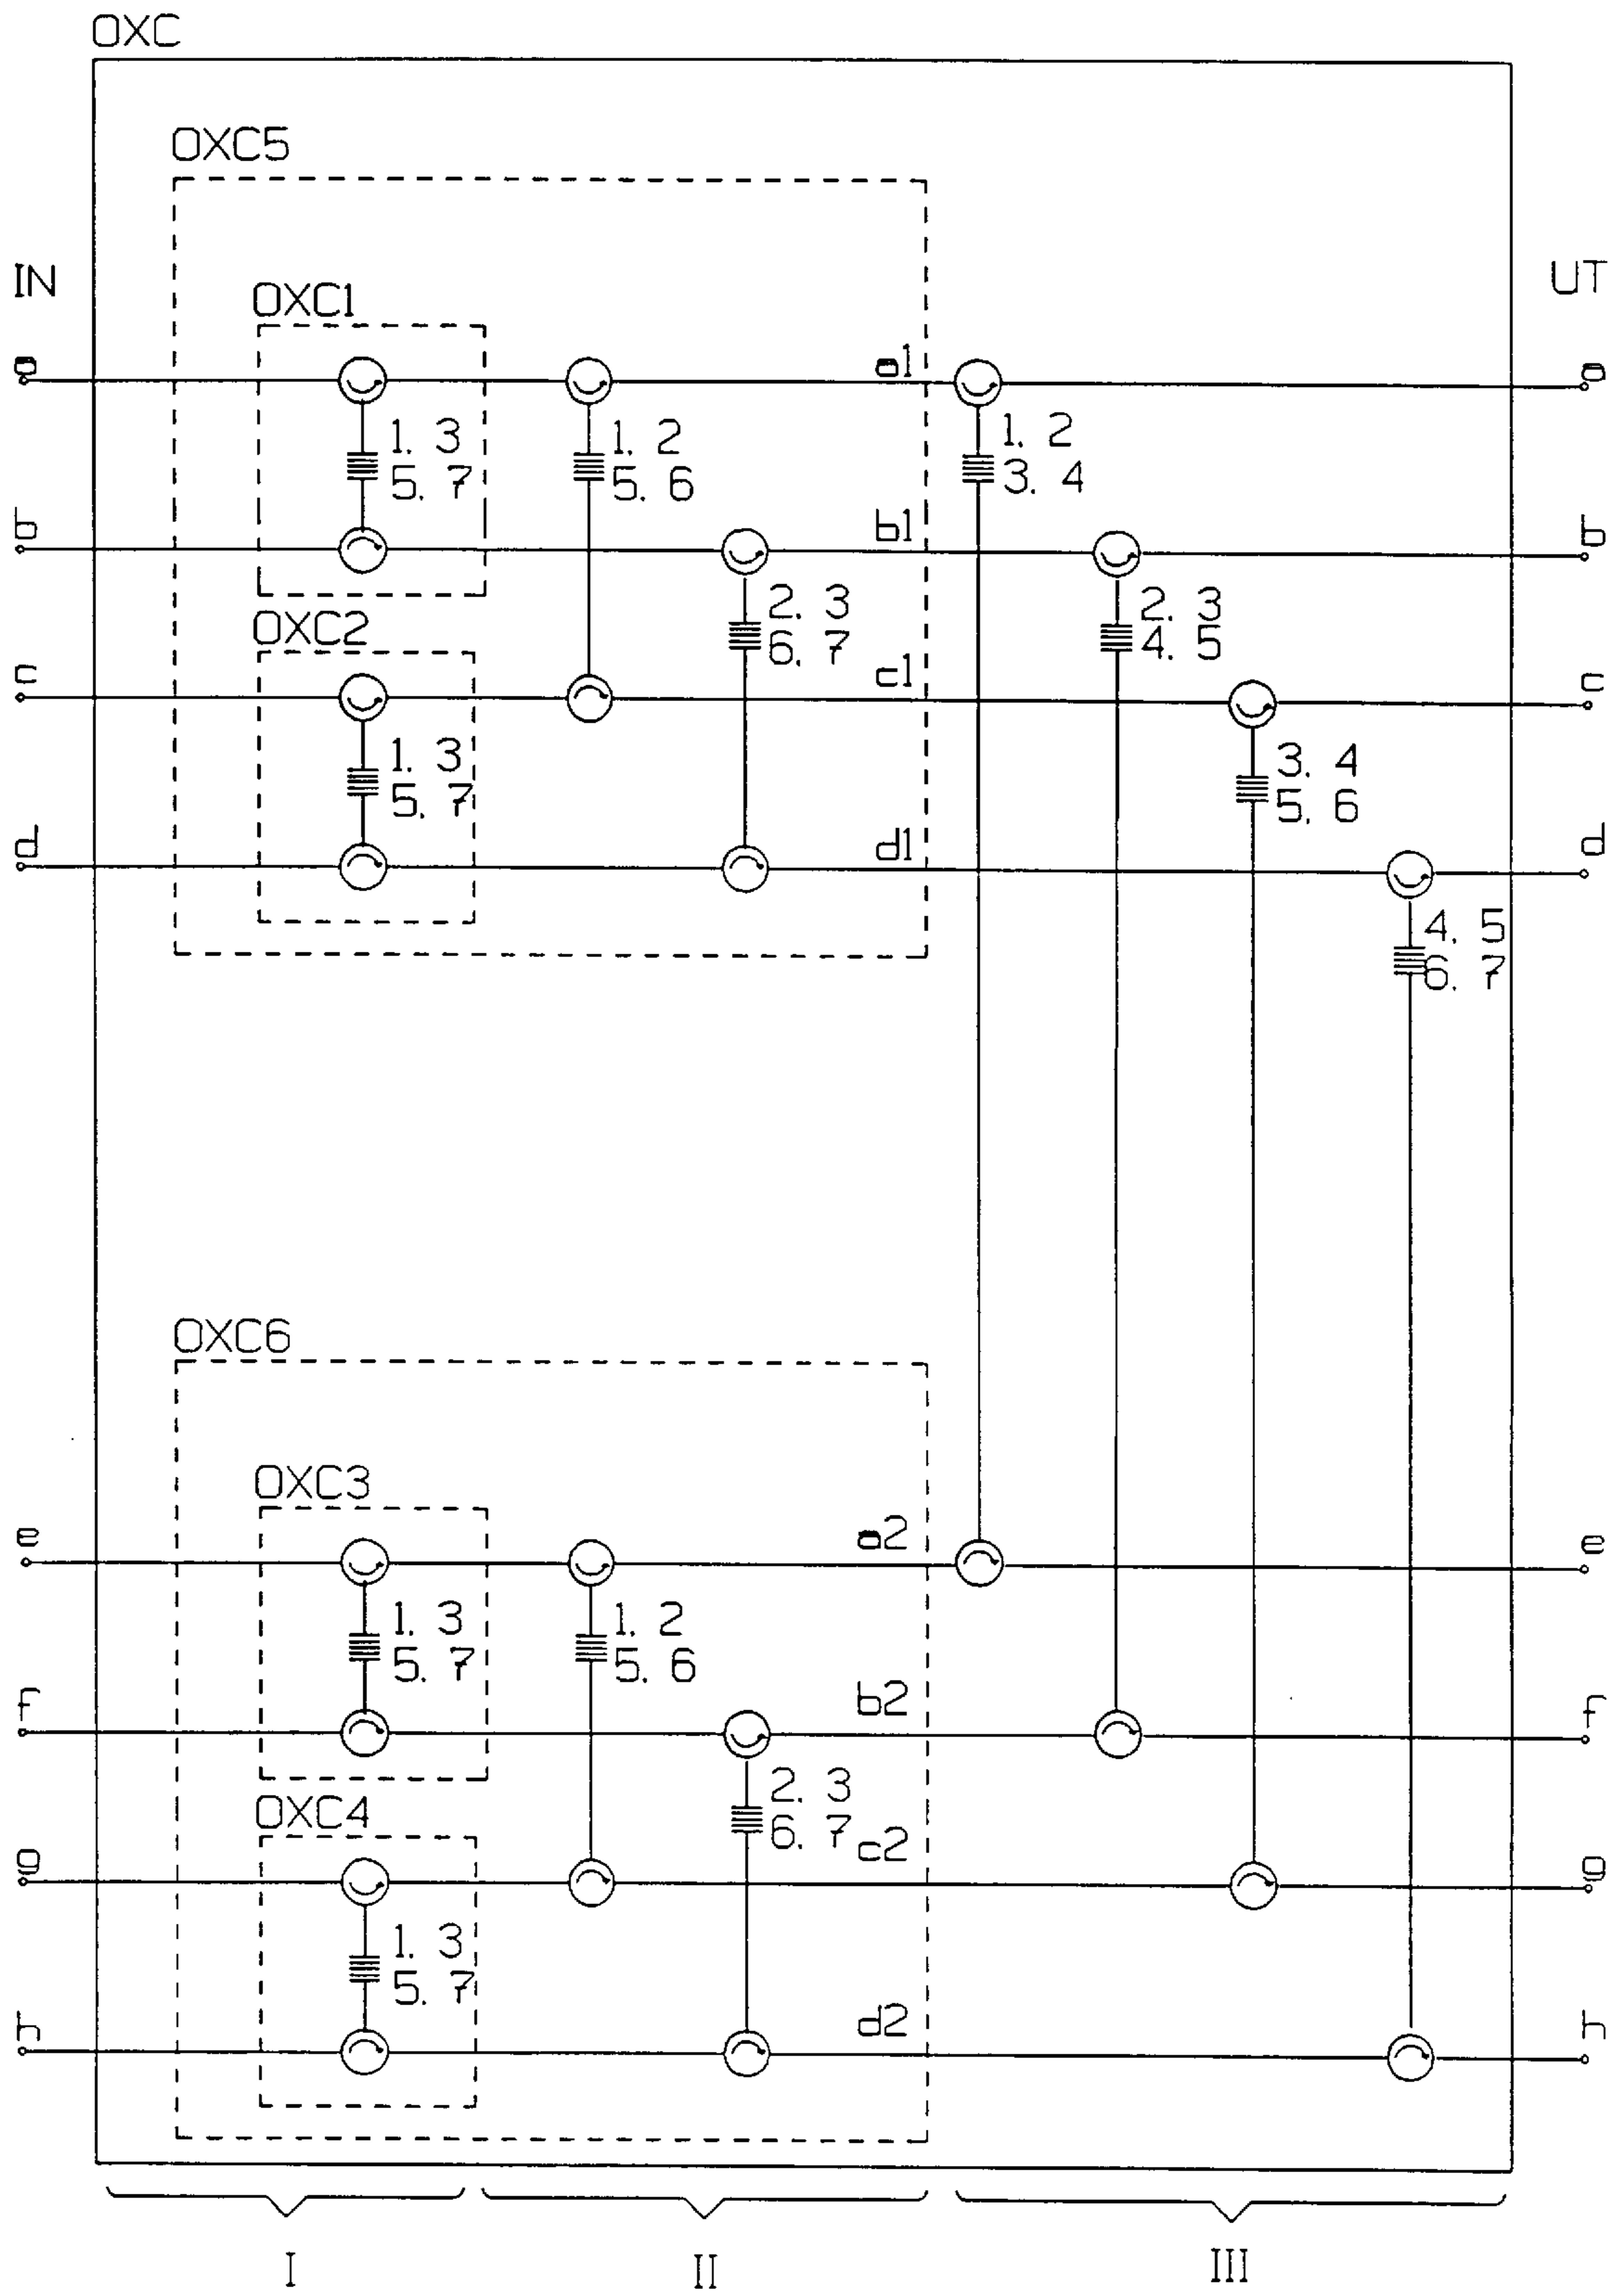 OXC
OXC5
IN
UT
OXC1
a
a1
a
1. 3
5. 7
1. 2
5. 6
1. 2
3. 4
b
b1
b
OXC2
2. 3
6. 7
2. 3
4. 5
c
c1
c
1. 3
5. 7
3. 4
5. 6
d
d1
d
4. 5
6. 7
OXC6
OXC3
e
a2
e
1. 3
5. 7
1. 2
5. 6
f
b2
f
OXC4
2. 3
6. 7
g
c2
g
1. 3
5. 7
h
d2
h
I
II
III